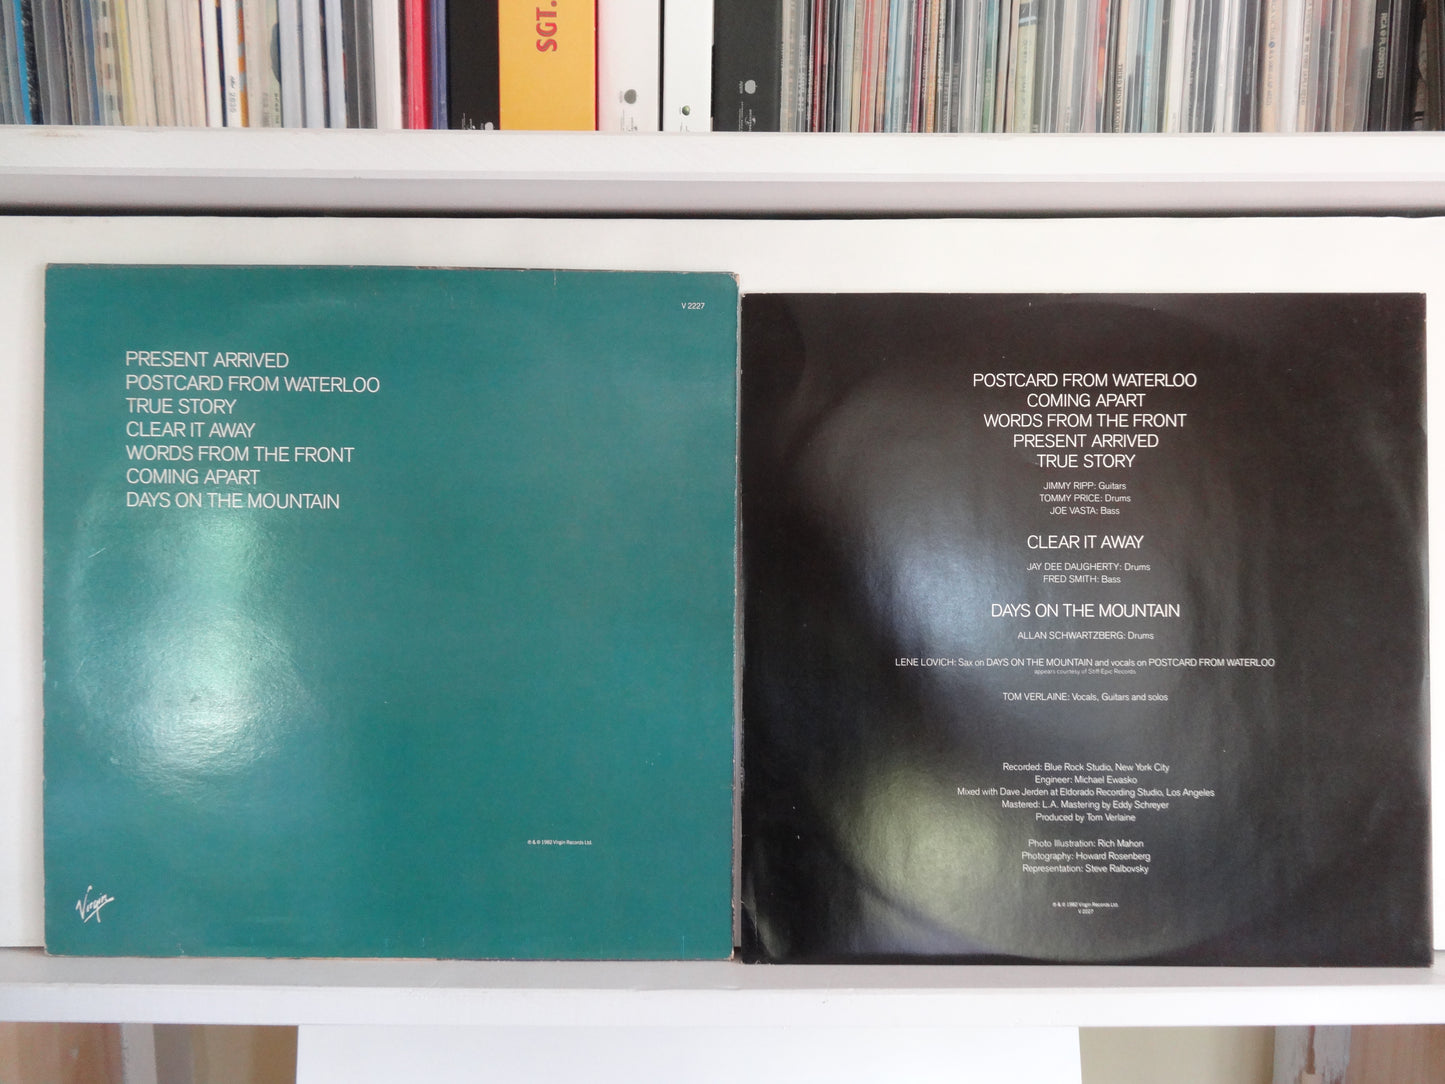 SGT.
V 2227
PRESENT ARRIVED
POSTCARD FROM WATERLOO
TRUE STORY
CLEAR IT AWAY
WORDS FROM THE FRONT
COMING APART
DAYS ON THE MOUNTAIN
℗ & © 1982 Virgin Records Ltd.
Virgin
POSTCARD FROM WATERLOO
COMING APART
WORDS FROM THE FRONT
PRESENT ARRIVED
TRUE STORY
JIMMY RIPP: Guitars
TOMMY PRICE: Drums
JOE VASTA: Bass
CLEAR IT AWAY
JAY DEE DAUGHERTY: Drums
FRED SMITH: Bass
DAYS ON THE MOUNTAIN
ALLAN SCHWARTZBERG: Drums
LENE LOVICH: Sax on DAYS ON THE MOUNTAIN and vocals on POSTCARD FROM WATERLOO
appears courtesy of Stiff-Epic Records
TOM VERLAINE: Vocals, Guitars and solos
Recorded: Blue Rock Studio, New York City
Engineer: Michael Ewasko
Mixed with Dave Jerden at Eldorado Recording Studio, Los Angeles
Mastered: L.A. Mastering by Eddy Schreyer
Produced by Tom Verlaine
Photo Illustration: Rich Mahon
Photography: Howard Rosenberg
Representation: Steve Ralbovsky
℗ & © 1982 Virgin Records Ltd.
V 2227